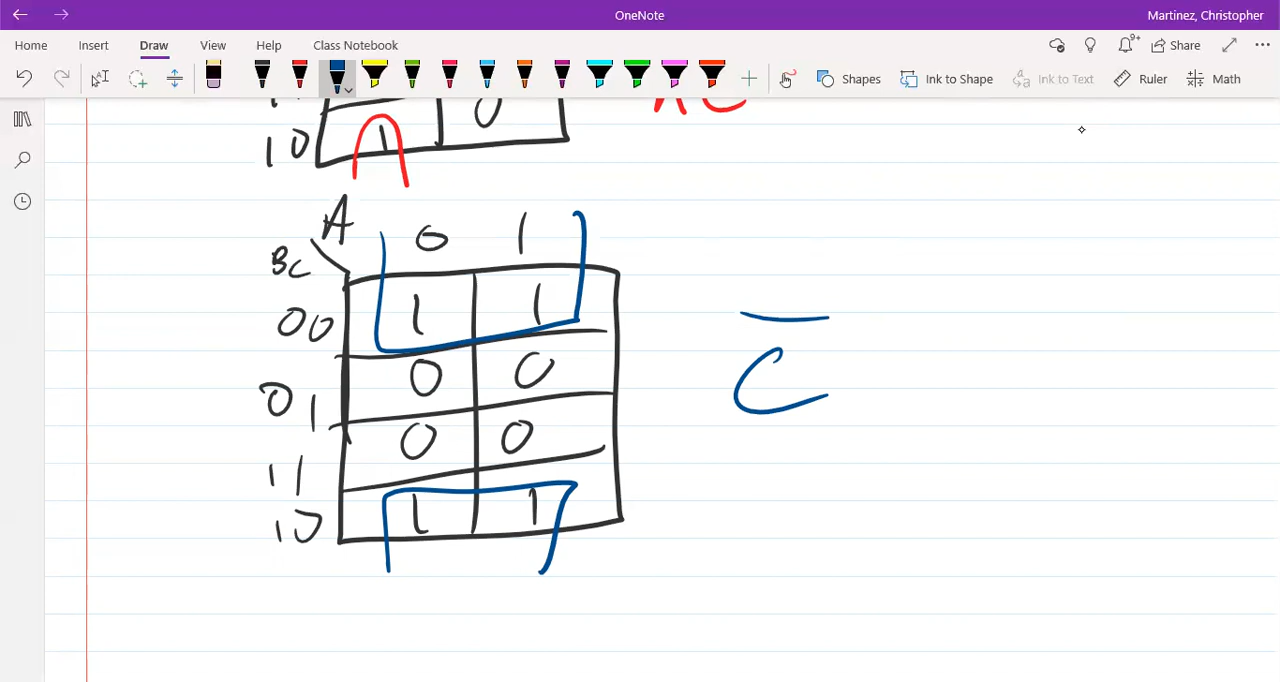 OneNote
Martínez, Christopher
Home Insert Draw View Help Class Notebook Share
Shapes Ink to Shape Ink to Text Ruler Math
10 1 0
A
BC 0 1
00 1 1
01 0 0
11 0 0
10 1 1
C̅